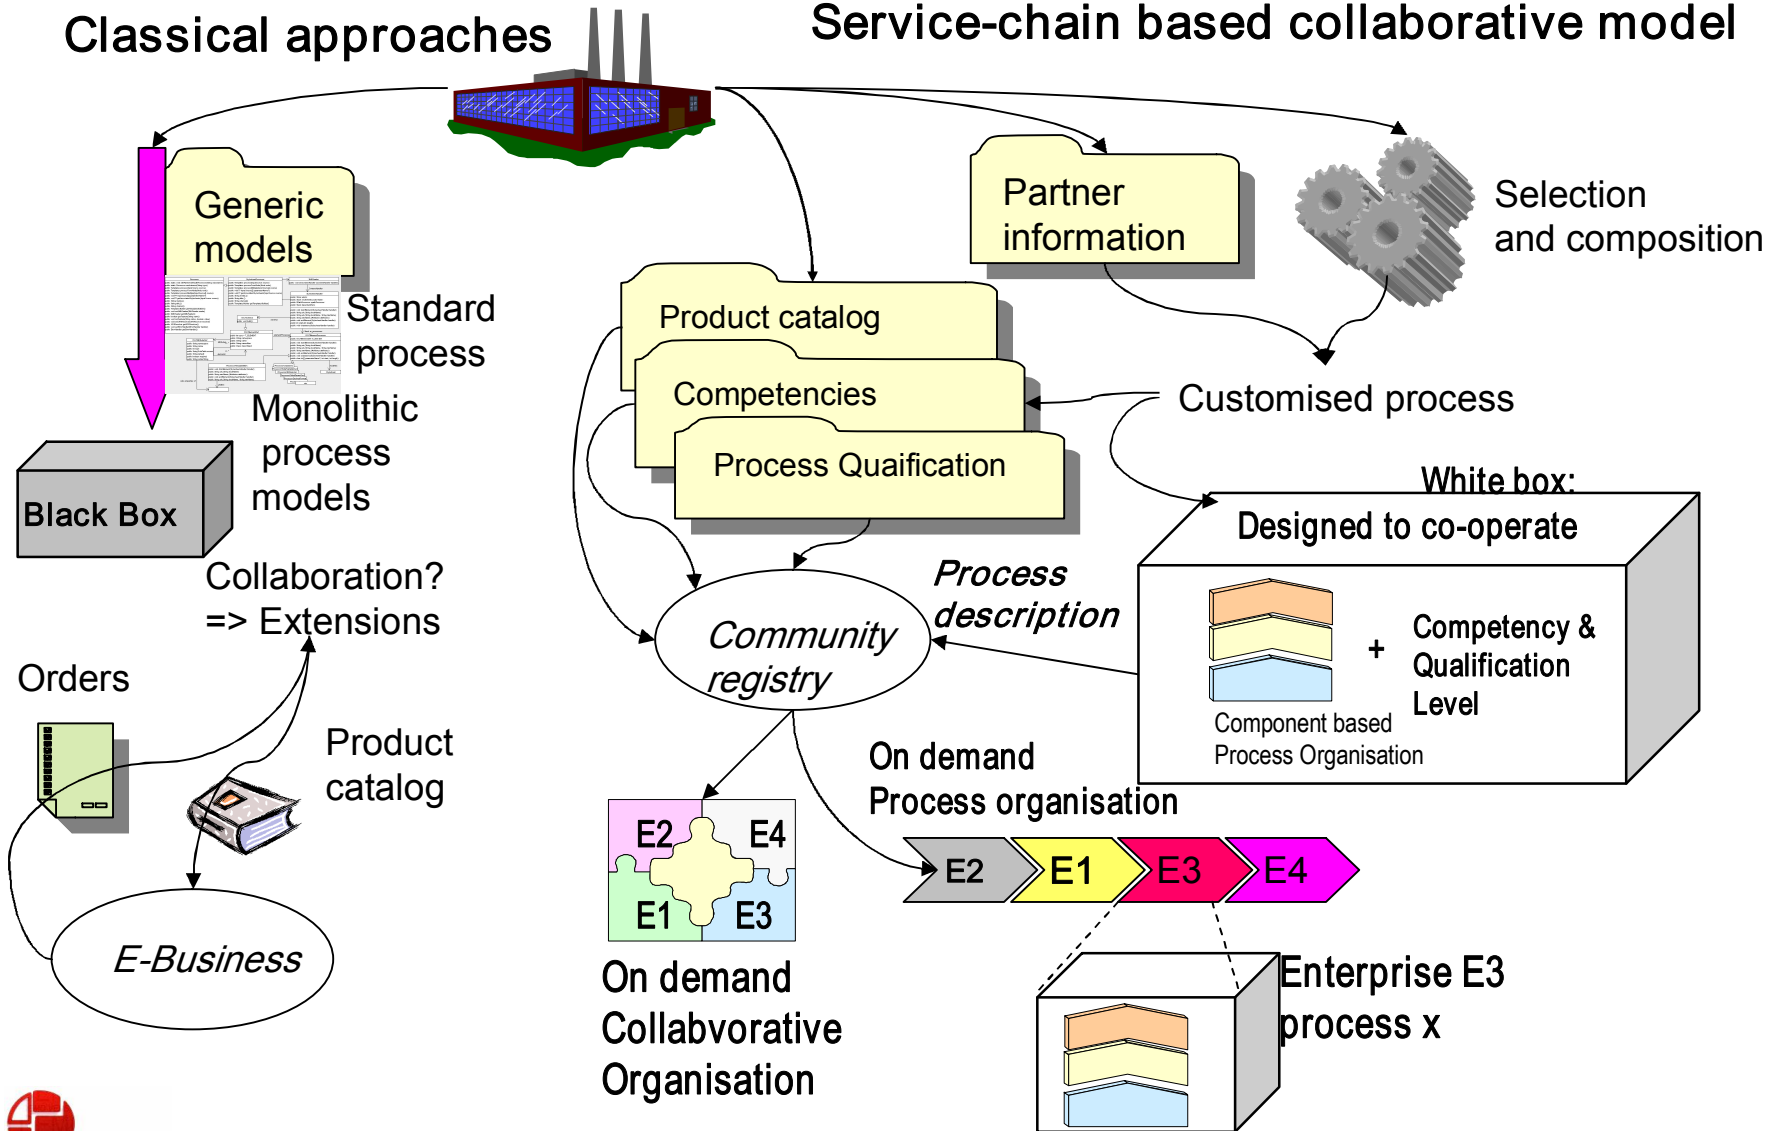 Classical approaches
Service-chain based collaborative model
Generic
models
Standard
process
Monolithic
process
models
Black Box
Collaboration?
=> Extensions
Orders
Product
catalog
E-Business
Partner
information
Selection
and composition
Product catalog
Competencies
Process Quaification
Customised process
White box:
Designed to co-operate
Process
description
Community
registry
+
Competency &
Qualification
Level
Component based
Process Organisation
On demand
Process organisation
E2
E4
E1
E3
E2
E1
E3
E4
On demand
Collabvorative
Organisation
Enterprise E3
process x